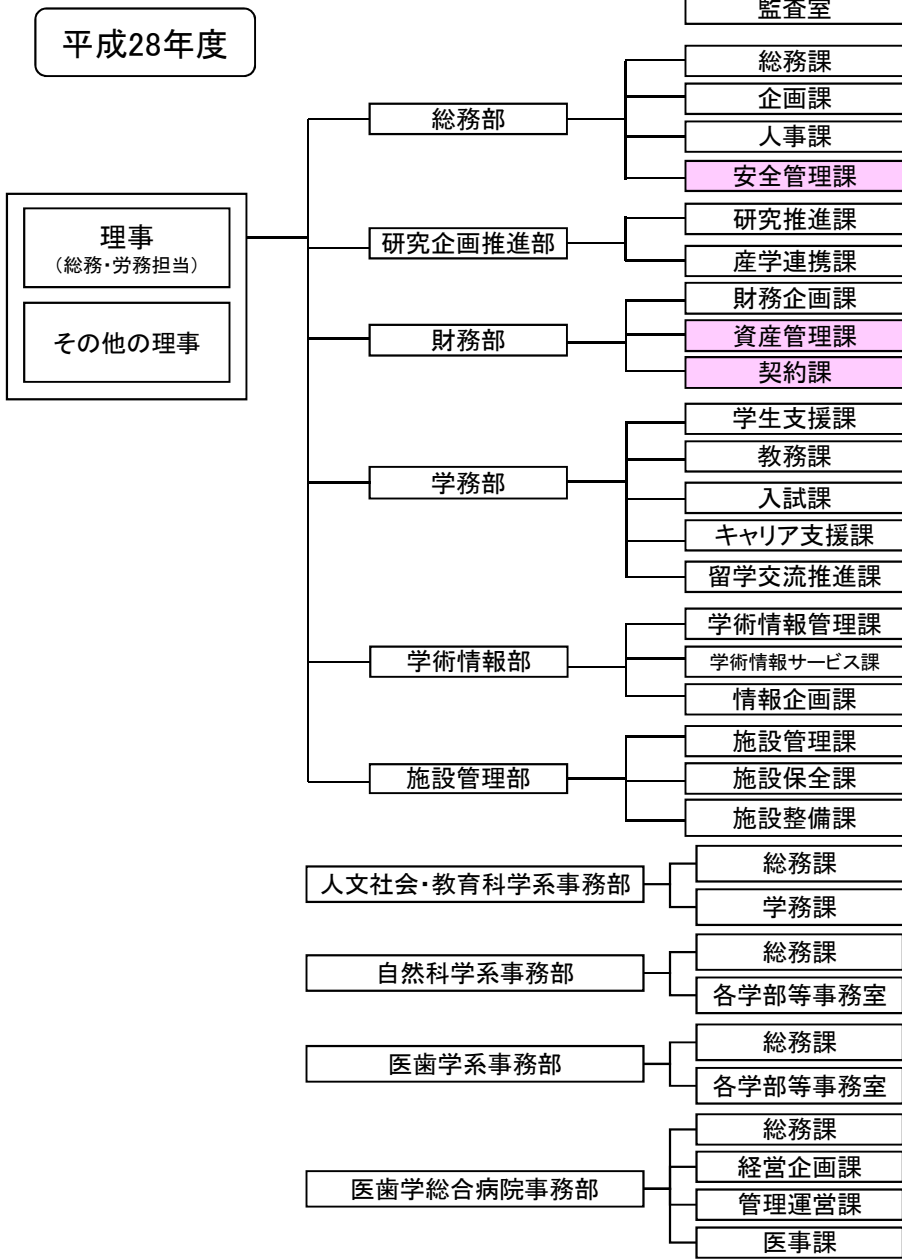 監査室
平成28年度
総務課
企画課
総務部
人事課
安全管理課
理事
(総務・労務担当)
その他の理事
研究企画推進部
研究推進課
産学連携課
財務部
財務企画課
資産管理課
契約課
学務部
学生支援課
教務課
入試課
キャリア支援課
留学交流推進課
学術情報部
学術情報管理課
学術情報サービス課
情報企画課
施設管理部
施設管理課
施設保全課
施設整備課
人文社会・教育科学系事務部
総務課
学務課
自然科学系事務部
総務課
各学部等事務室
医歯学系事務部
総務課
各学部等事務室
医歯学総合病院事務部
総務課
経営企画課
管理運営課
医事課